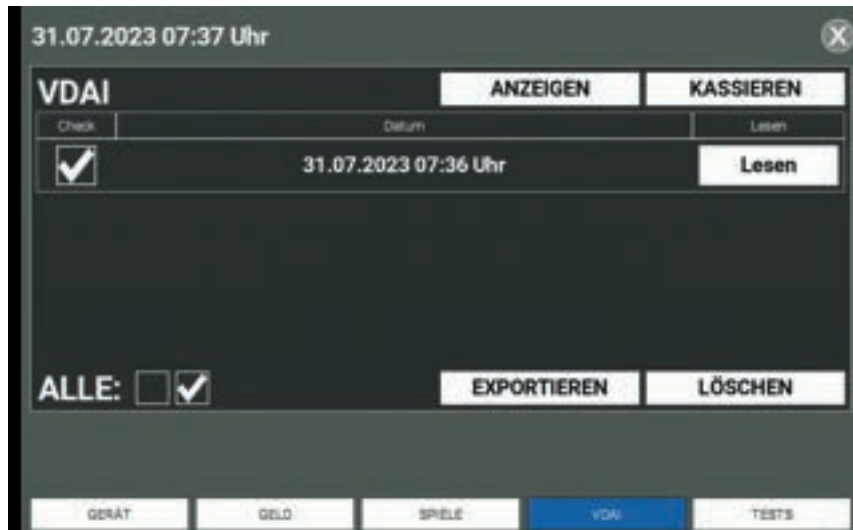 31.07.2023 07:37 Uhr X
VDAI ANZEIGEN KASSIEREN
Check Datum Lesen
31.07.2023 07:36 Uhr Lesen
ALLE: EXPORTIEREN LÖSCHEN
GERÄT GELD SPIELE VDAI TESTS